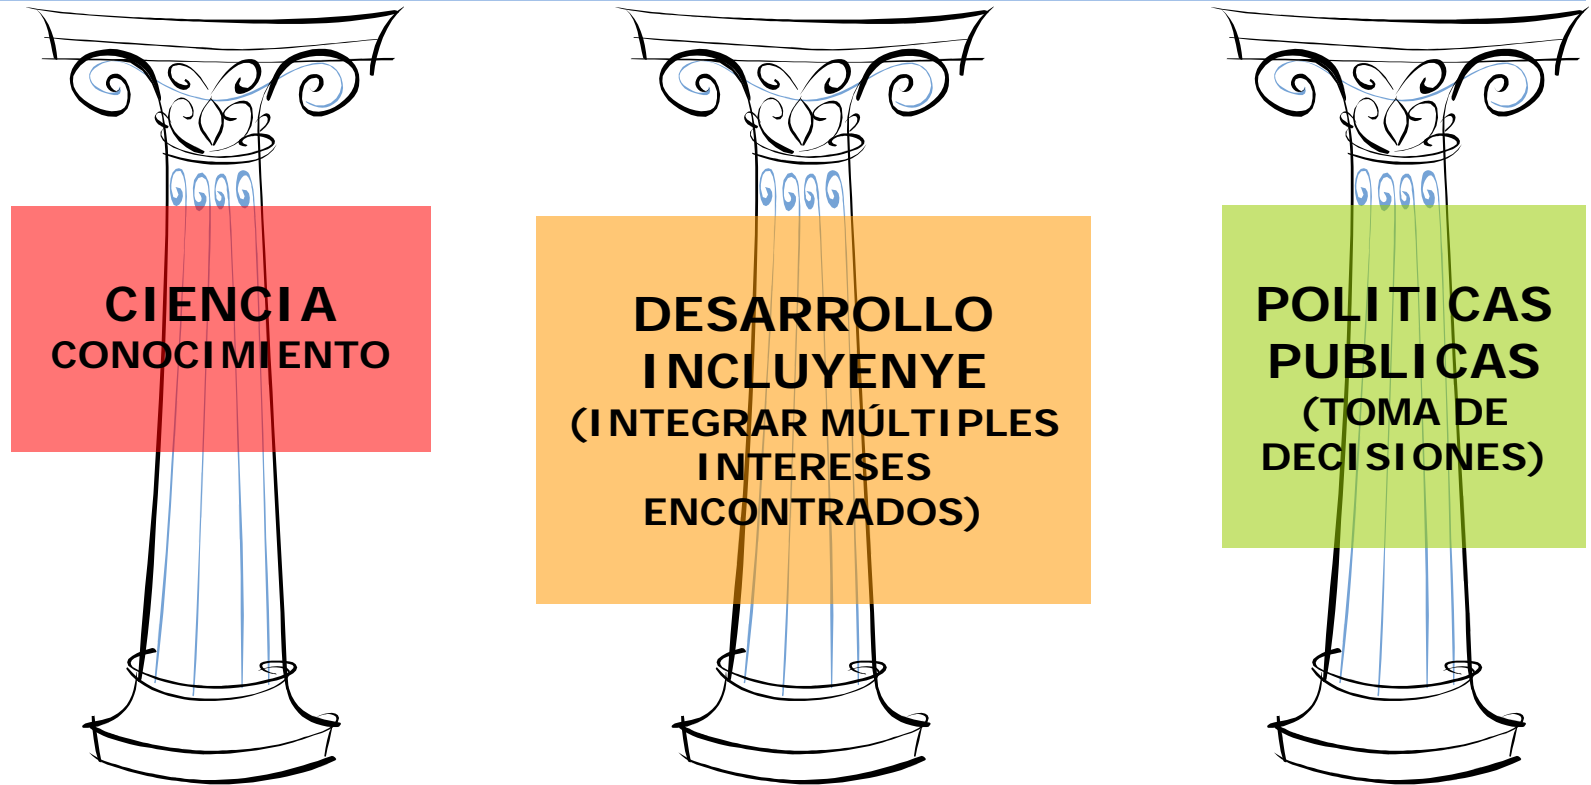 CIENCIA
CONOCIMIENTO
DESARROLLO
INCLUYENYE
(INTEGRAR MÚLTIPLES
INTERESES
ENCONTRADOS)
POLITICAS
PUBLICAS
(TOMA DE
DECISIONES)